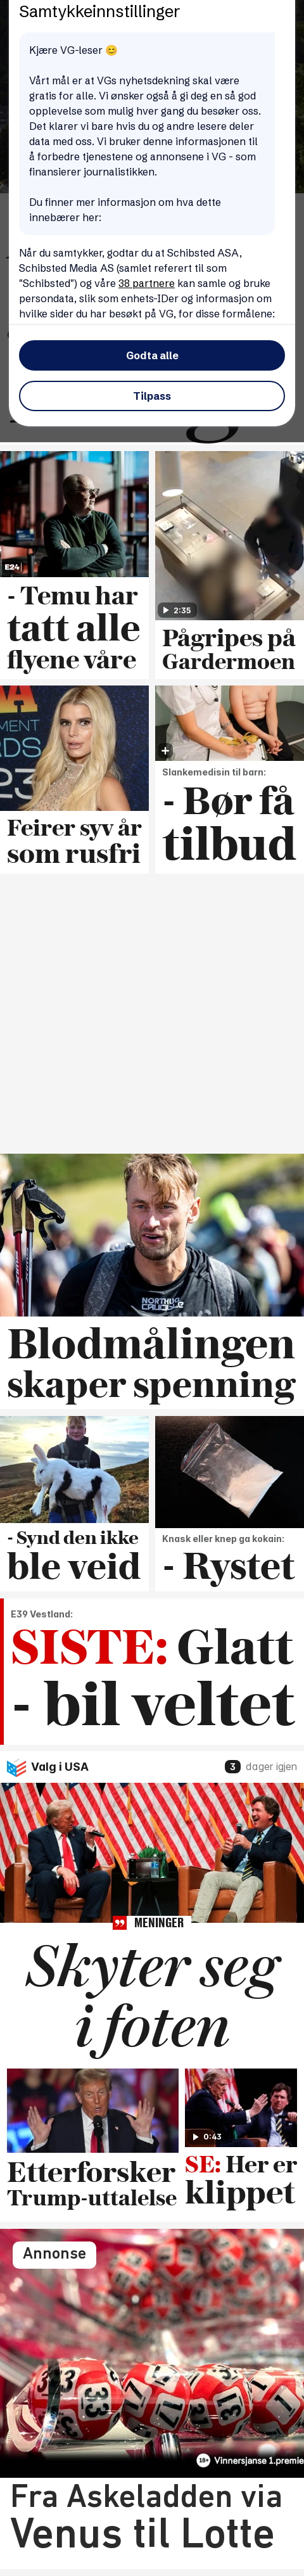 Samtykkeinnstillinger
Kjære VG-leser 😊
Vårt mål er at VGs nyhetsdekning skal være
gratis for alle. Vi ønsker også å gi deg en så god
opplevelse som mulig hver gang du besøker oss.
Det klarer vi bare hvis du og andre lesere deler
data med oss. Vi bruker denne informasjonen til
å forbedre tjenestene og annonsene i VG - som
finansierer journalistikken.
Du finner mer informasjon om hva dette
innebærer her:
Når du samtykker, godtar du at Schibsted ASA,
Schibsted Media AS (samlet referert til som
"Schibsted") og våre 38 partnere kan samle og bruke
persondata, slik som enhets-IDer og informasjon om
hvilke sider du har besøkt på VG, for disse formålene:
Godta alle
Tilpass
E24
- Temu har
tatt alle
flyene våre
2:35
Pågripes på
Gardermoen
Feirer syv år
som rusfri
Slankemedisin til barn:
- Bør få
tilbud
Blodmålingen
skaper spenning
- Synd den ikke
ble veid
Knask eller knep ga kokain:
- Rystet
E39 Vestland:
SISTE: Glatt
- bil veltet
Valg i USA
3 dager igjen
MENINGER
Skyter seg
i foten
Etterforsker
Trump-uttalelse
0:43
SE: Her er
klippet
Annonse
18+ Vinnersjanse 1.premie
Fra Askeladden via
Venus til Lotte